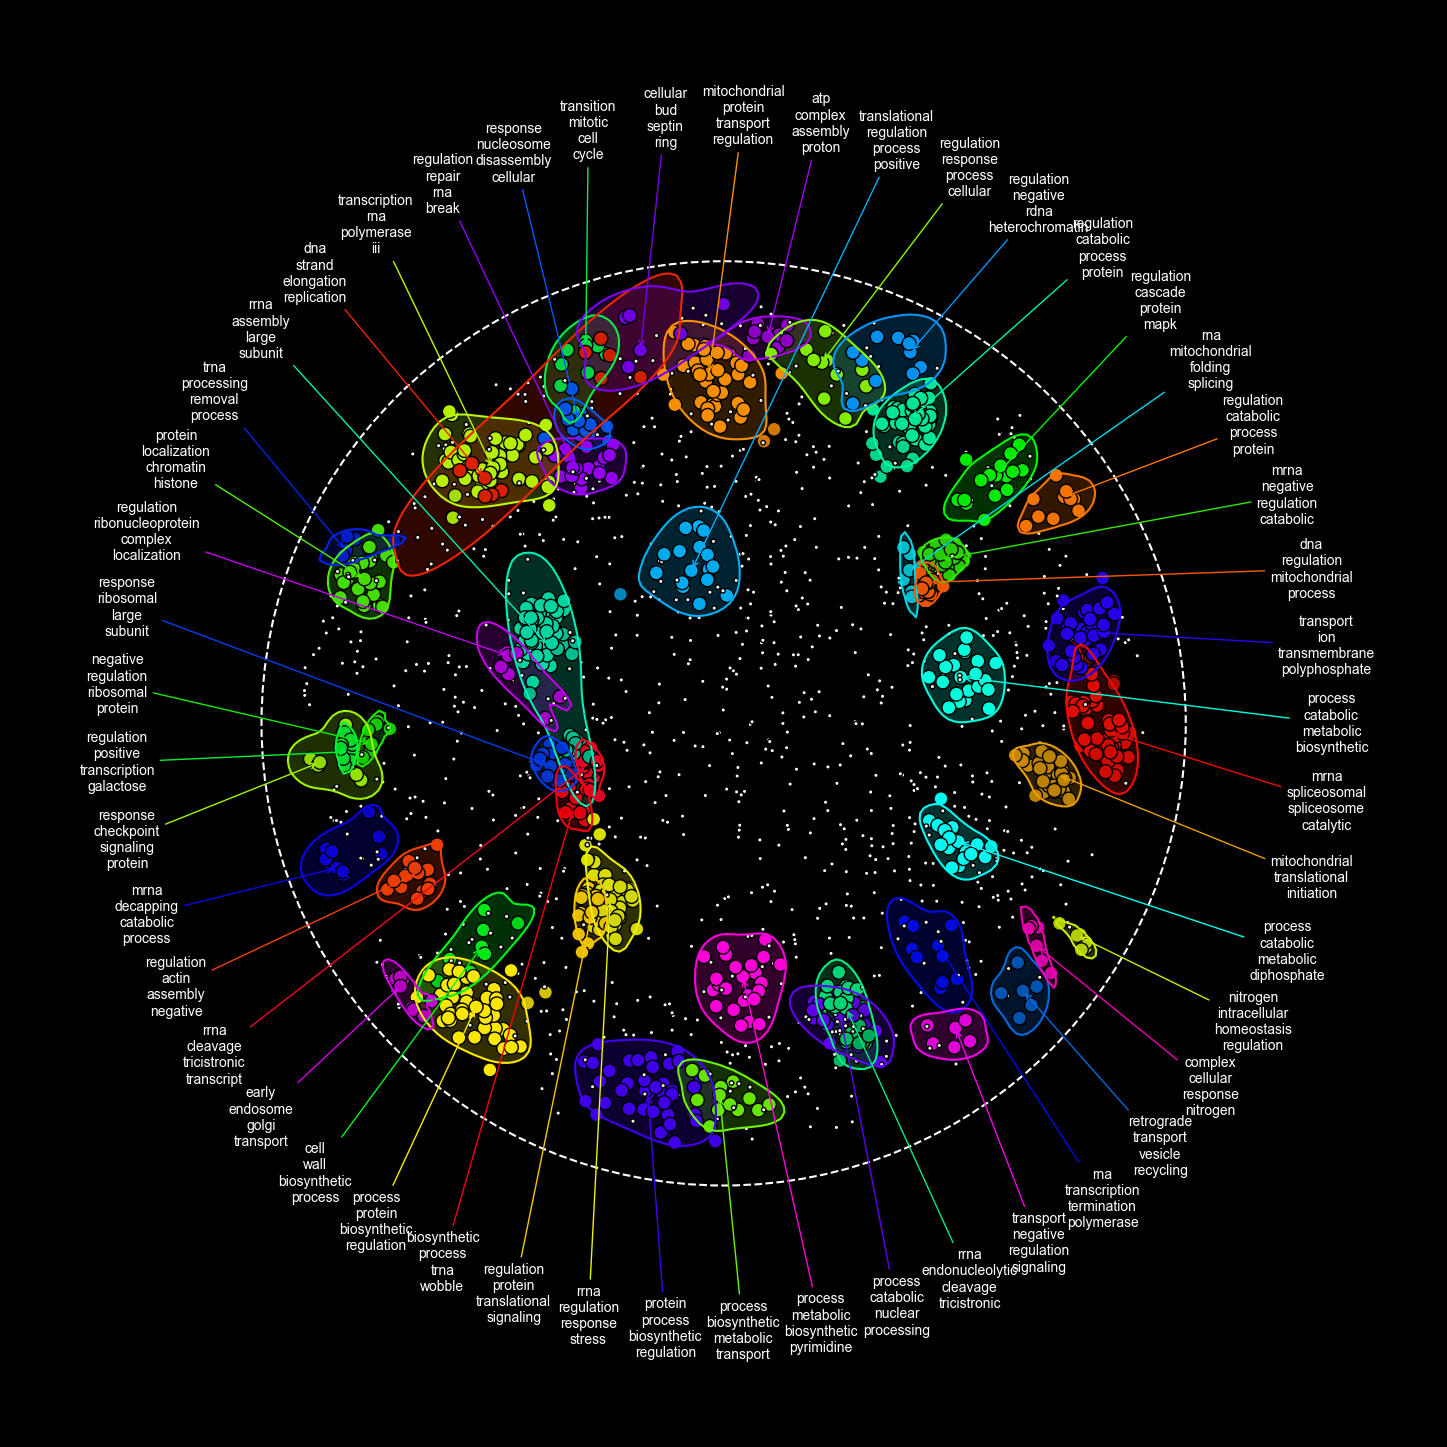 cellular
bud
septin
ring
mitochondrial
protein
transport
regulation
atp
complex
assembly
proton
translational
regulation
process
positive
regulation
response
process
cellular
regulation
negative
rdna
heterochromatin
regulation
catabolic
process
protein
regulation
cascade
protein
mapk
rna
mitochondrial
folding
splicing
regulation
catabolic
process
protein
mrna
negative
regulation
catabolic
dna
regulation
mitochondrial
process
transport
ion
transmembrane
polyphosphate
process
catabolic
metabolic
biosynthetic
mrna
spliceosomal
spliceosome
catalytic
mitochondrial
translational
initiation
process
catabolic
metabolic
diphosphate
nitrogen
intracellular
homeostasis
regulation
complex
cellular
response
nitrogen
retrograde
transport
vesicle
recycling
rna
transcription
termination
polymerase
transport
negative
regulation
signaling
rrna
endonucleolytic
cleavage
tricistronic
process
catabolic
nuclear
processing
process
metabolic
biosynthetic
pyrimidine
process
biosynthetic
metabolic
transport
protein
process
biosynthetic
regulation
rrna
regulation
response
stress
regulation
protein
translational
signaling
biosynthetic
process
trna
wobble
process
protein
biosynthetic
regulation
cell
wall
biosynthetic
process
early
endosome
golgi
transport
rrna
cleavage
tricistronic
transcript
regulation
actin
assembly
negative
mrna
decapping
catabolic
process
response
checkpoint
signaling
protein
regulation
positive
transcription
galactose
negative
regulation
ribosomal
protein
response
ribosomal
large
subunit
regulation
ribonucleoprotein
complex
localization
protein
localization
chromatin
histone
trna
processing
removal
process
rrna
assembly
large
subunit
dna
strand
elongation
replication
transcription
rna
polymerase
iii
regulation
repair
rna
break
response
nucleosome
disassembly
cellular
transition
mitotic
cell
cycle